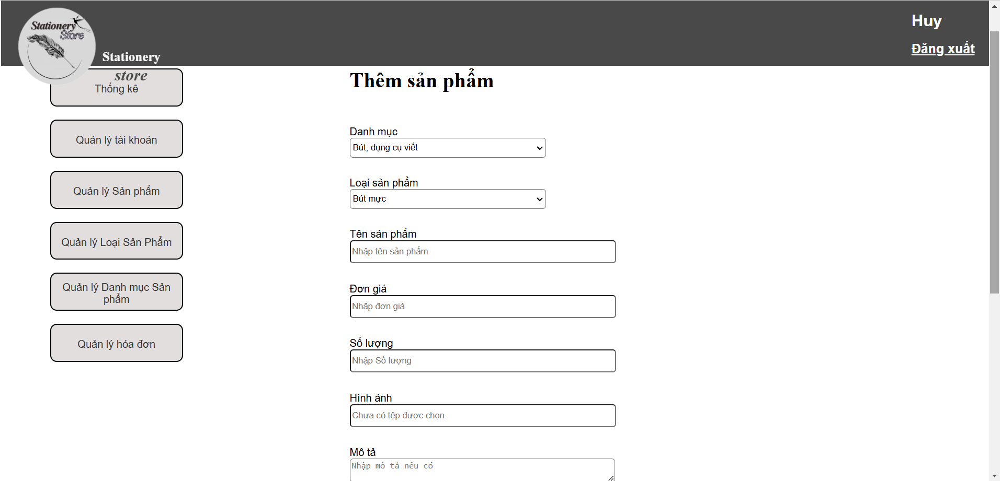 Stationery
Store
Stationery
store
Huy
Đăng xuất
Thống kê
Quản lý tài khoản
Quản lý Sản phẩm
Quản lý Loại Sản Phẩm
Quản lý Danh mục Sản
phẩm
Quản lý hóa đơn
Thêm sản phẩm
Danh mục
Bút, dụng cụ viết
Loại sản phẩm
Bút mực
Tên sản phẩm
Nhập tên sản phẩm
Đơn giá
Nhập đơn giá
Số lượng
Nhập Số lượng
Hình ảnh
Chưa có tệp được chọn
Mô tả
Nhập mô tả nếu có